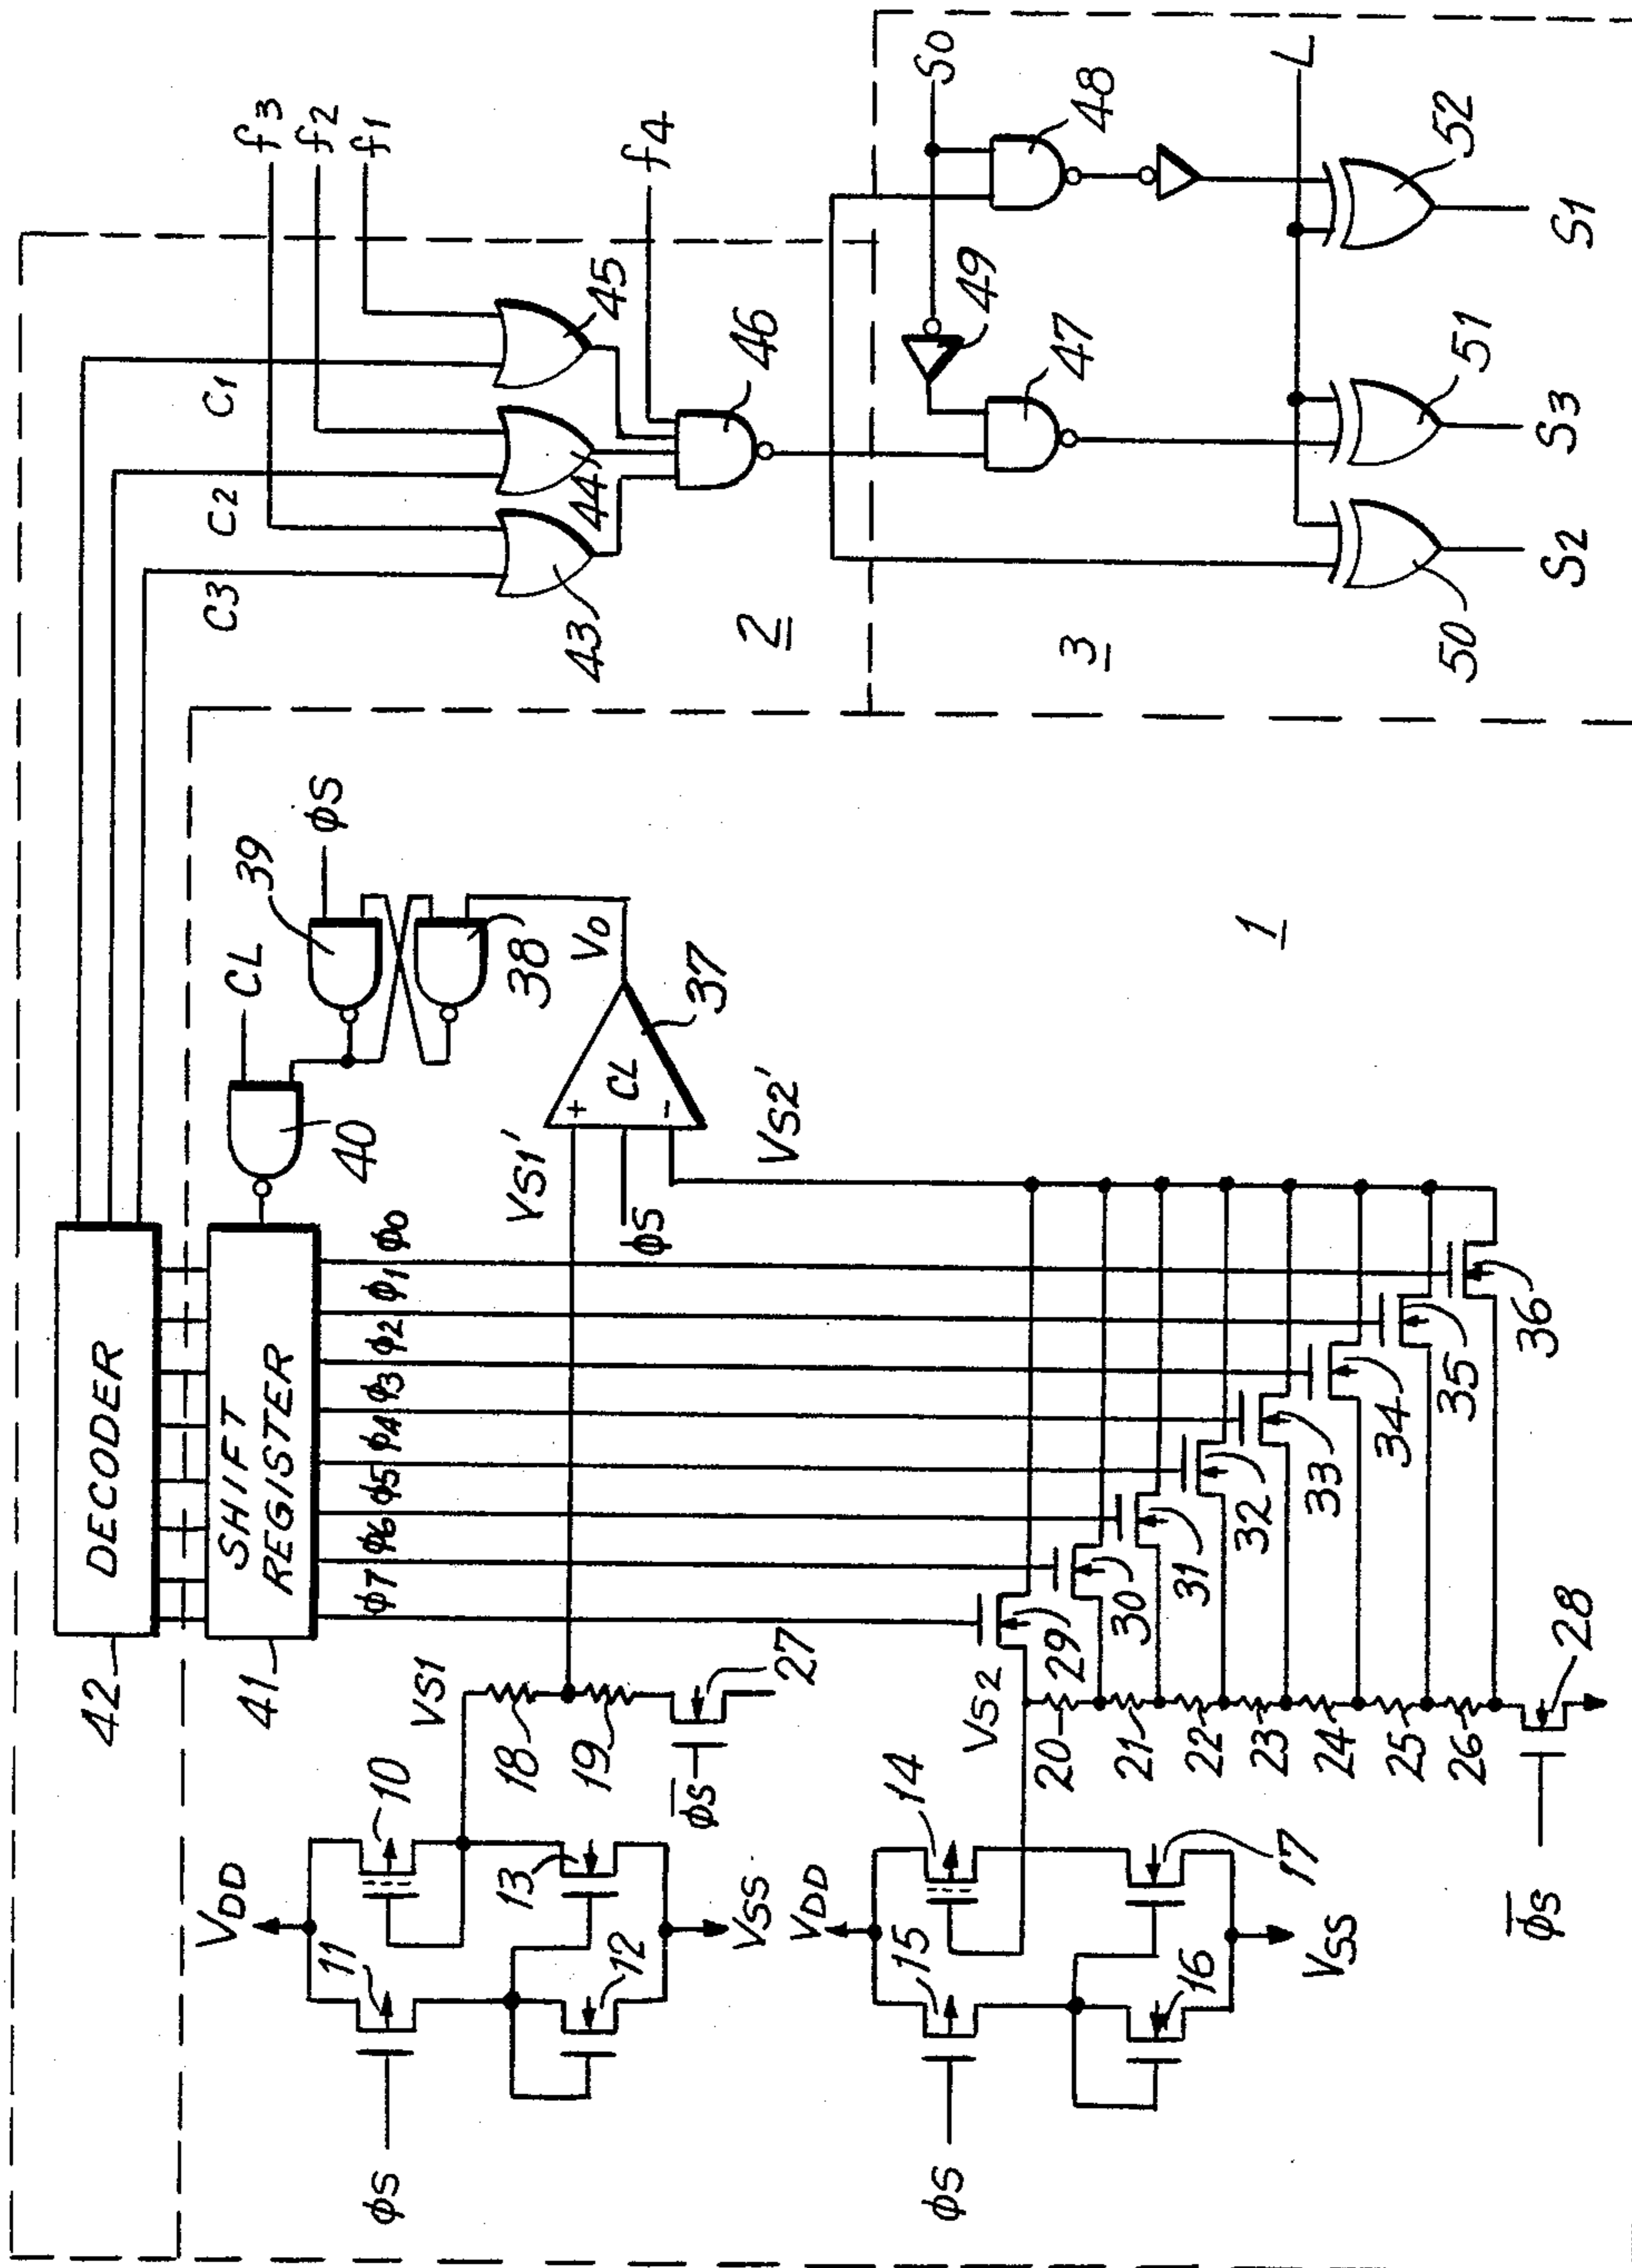 f3
f2
f1
C1
C2
C3
45
44
43
f4
46
2
S0
48
49
47
3
L
52
51
50
S1
S3
S2
DECODER
42
SHIFT
REGISTER
41
CL
φS
39
38
40
V0
37
CL
+
−
VS1'
φS
VS2'
1
φ0
φ1
φ2
φ3
φ4
φ5
φ6
φ7
VS1
18
19
27
φS
VDD
10
11
13
12
VSS
φS
VDD
14
15
17
16
VSS
φS
VS2
20
21
22
23
24
25
26
28
φS
29
30
31
32
33
34
35
36